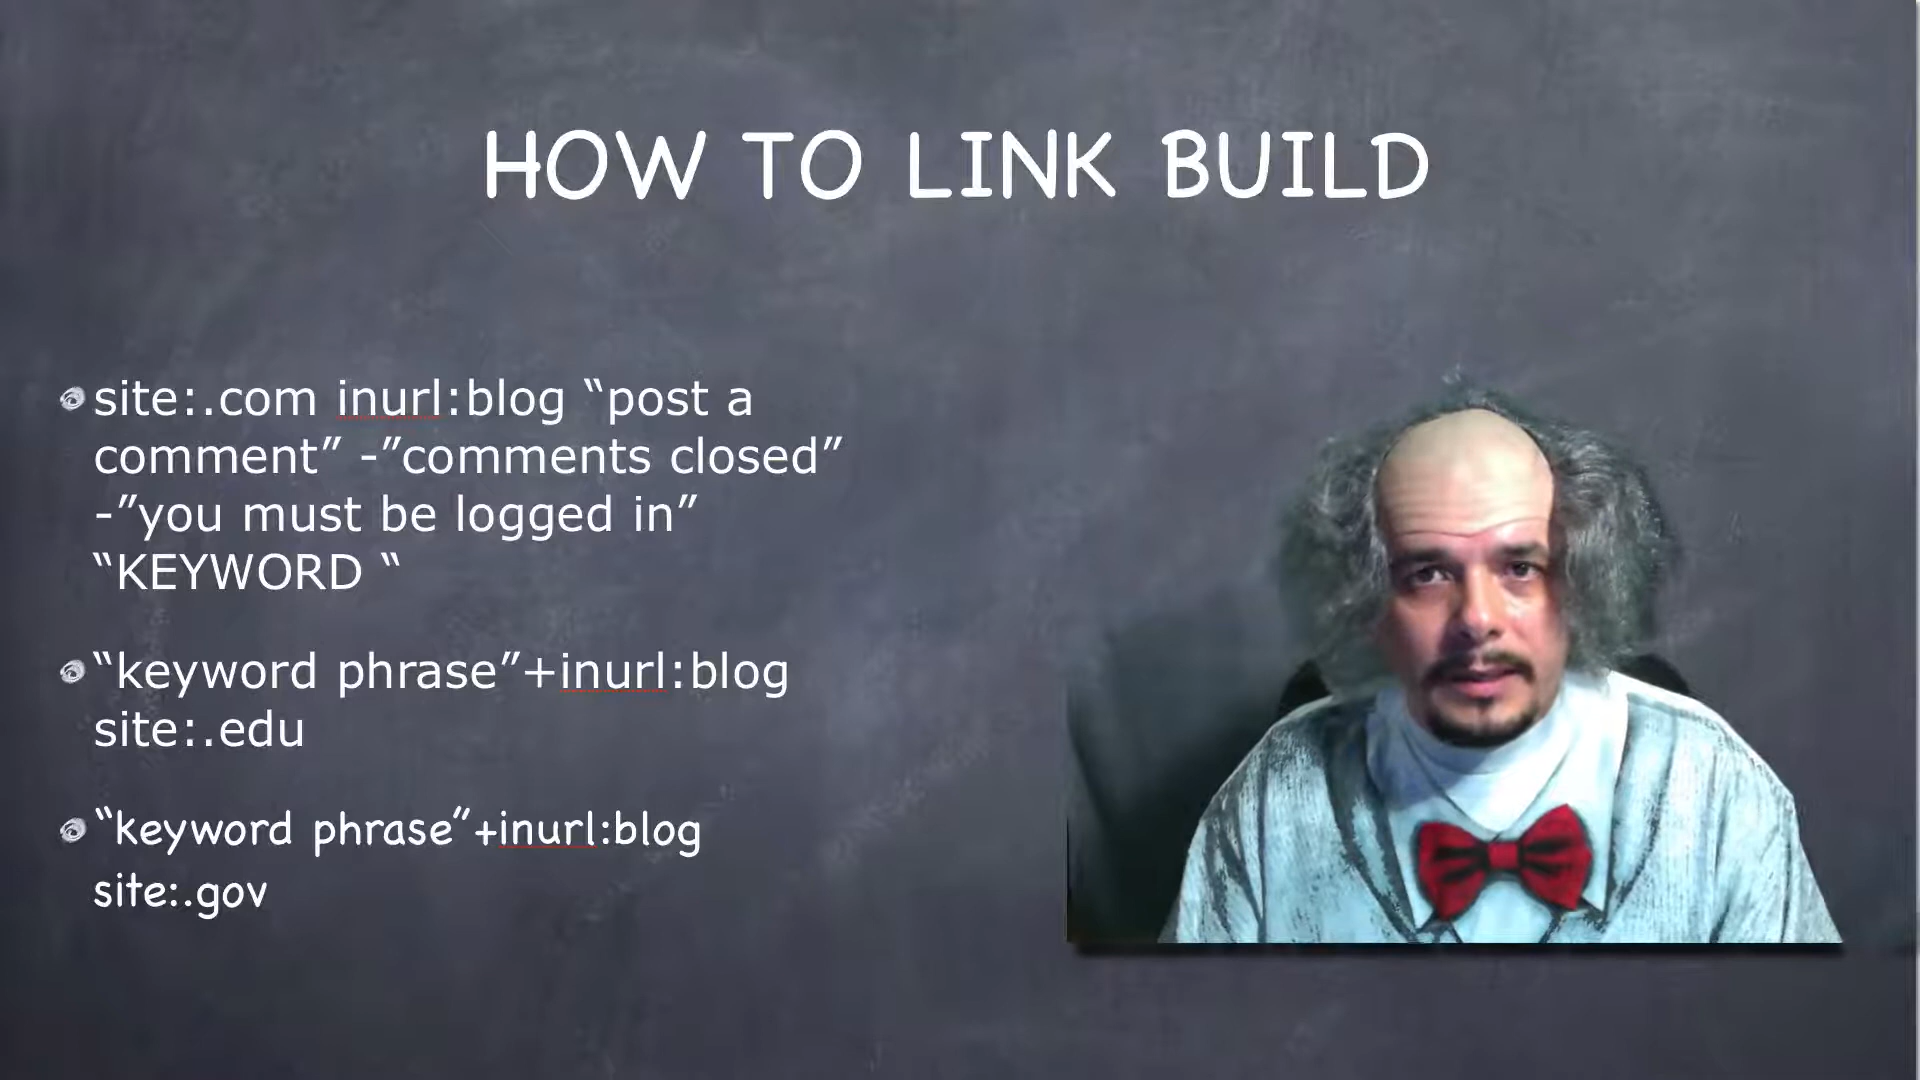 HOW TO LINK BUILD
site:.com inurl:blog “post a
comment” -”comments closed”
-”you must be logged in”
“KEYWORD “
“keyword phrase”+inurl:blog
site:.edu
“keyword phrase”+inurl:blog
site:.gov